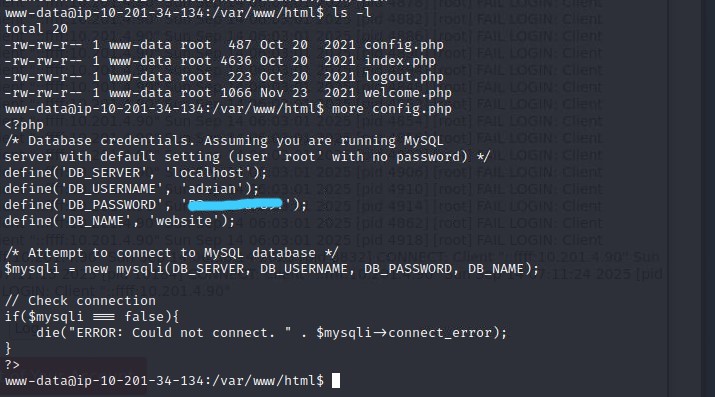 www-data@ip-10-201-34-134:/var/www/html$ ls -l
total 20
-rw-rw-r-- 1 www-data root  487 Oct 20  2021 config.php
-rw-rw-r-- 1 www-data root 4636 Oct 20  2021 index.php
-rw-rw-r-- 1 www-data root  223 Oct 20  2021 logout.php
-rw-rw-r-- 1 www-data root 1066 Nov 23  2021 welcome.php
www-data@ip-10-201-34-134:/var/www/html$ more config.php
<?php
/* Database credentials. Assuming you are running MySQL
server with default setting (user 'root' with no password) */
define('DB_SERVER', 'localhost');
define('DB_USERNAME', 'adrian');
define('DB_PASSWORD', '');
define('DB_NAME', 'website');
/* Attempt to connect to MySQL database */
$mysqli = new mysqli(DB_SERVER, DB_USERNAME, DB_PASSWORD, DB_NAME);
// Check connection
if($mysqli === false){
    die("ERROR: Could not connect. " . $mysqli->connect_error);
}
?>
www-data@ip-10-201-34-134:/var/www/html$